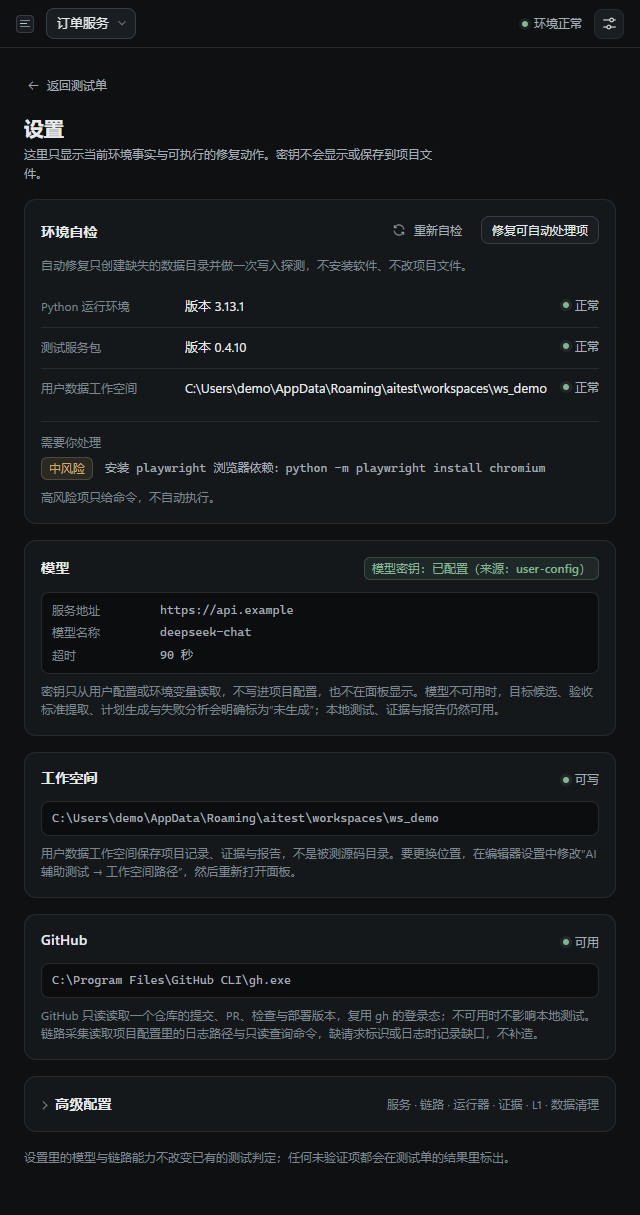 订单服务
环境正常
← 返回测试单
设置
这里只显示当前环境事实与可执行的修复动作。密钥不会显示或保存到项目文
件。
环境自检
重新自检
修复可自动处理项
自动修复只创建缺失的数据目录并做一次写入探测，不安装软件、不改项目文件。
Python 运行环境 版本 3.13.1 正常
测试服务包 版本 0.4.10 正常
用户数据工作空间 C:\Users\demo\AppData\Roaming\aitest\workspaces\ws_demo 正常
需要你处理
中风险 安装 playwright 浏览器依赖: python -m playwright install chromium
高风险项只给命令，不自动执行。
模型
模型密钥：已配置（来源：user-config）
服务地址 https://api.example
模型名称 deepseek-chat
超时 90 秒
密钥只从用户配置或环境变量读取，不写进项目配置，也不在面板显示。模型不可用时，目标候选、验收
标准提取、计划生成与失败分析会明确标为“未生成”；本地测试、证据与报告仍然可用。
工作空间
可写
C:\Users\demo\AppData\Roaming\aitest\workspaces\ws_demo
用户数据工作空间保存项目记录、证据与报告，不是被测源码目录。要更换位置，在编辑器设置中修改“AI
辅助测试 → 工作空间路径”，然后重新打开面板。
GitHub
可用
C:\Program Files\GitHub CLI\gh.exe
GitHub 只读读取一个仓库的提交、PR、检查与部署版本，复用 gh 的登录态；不可用时不影响本地测试。
链路采集读取项目配置里的日志路径与只读查询命令，缺请求标识或日志时记录缺口，不补造。
高级配置
服务 · 链路 · 运行器 · 证据 · L1 · 数据清理
设置里的模型与链路能力不改变已有的测试判定；任何未验证项都会在测试单的结果里标出。